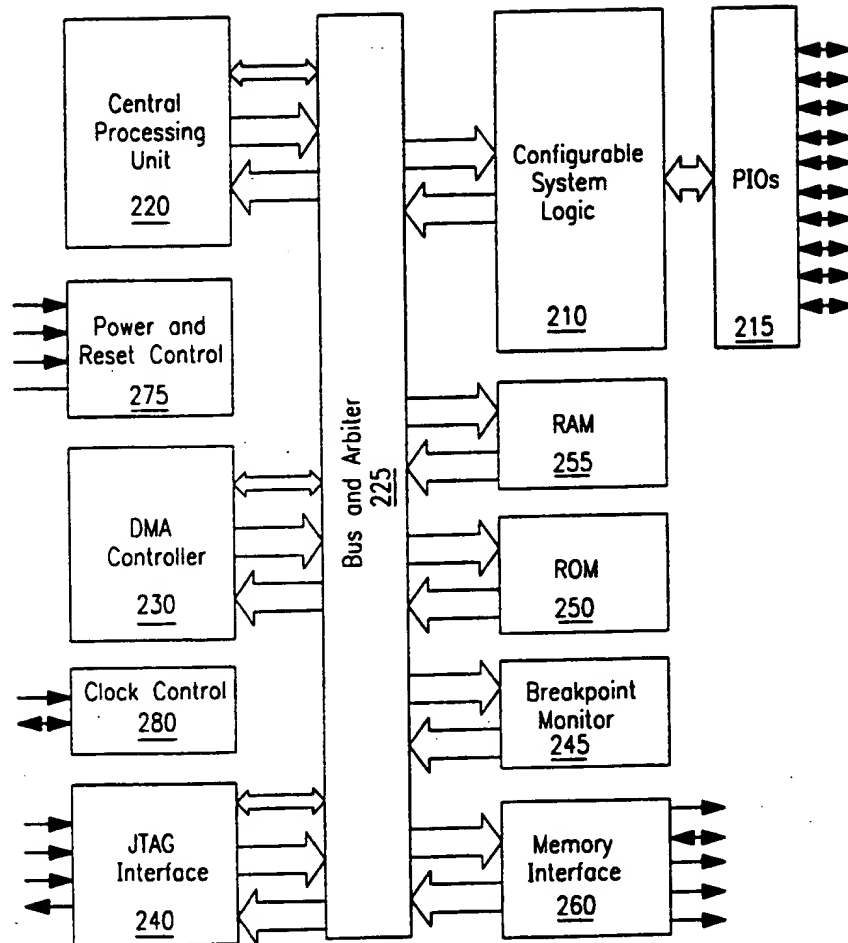 Central
Processing
Unit
220
Power and
Reset Control
275
DMA
Controller
230
Clock Control
280
JTAG
Interface
240
Bus and Arbiter
225
Configurable
System
Logic
210
PIOs
215
RAM
255
ROM
250
Breakpoint
Monitor
245
Memory
Interface
260